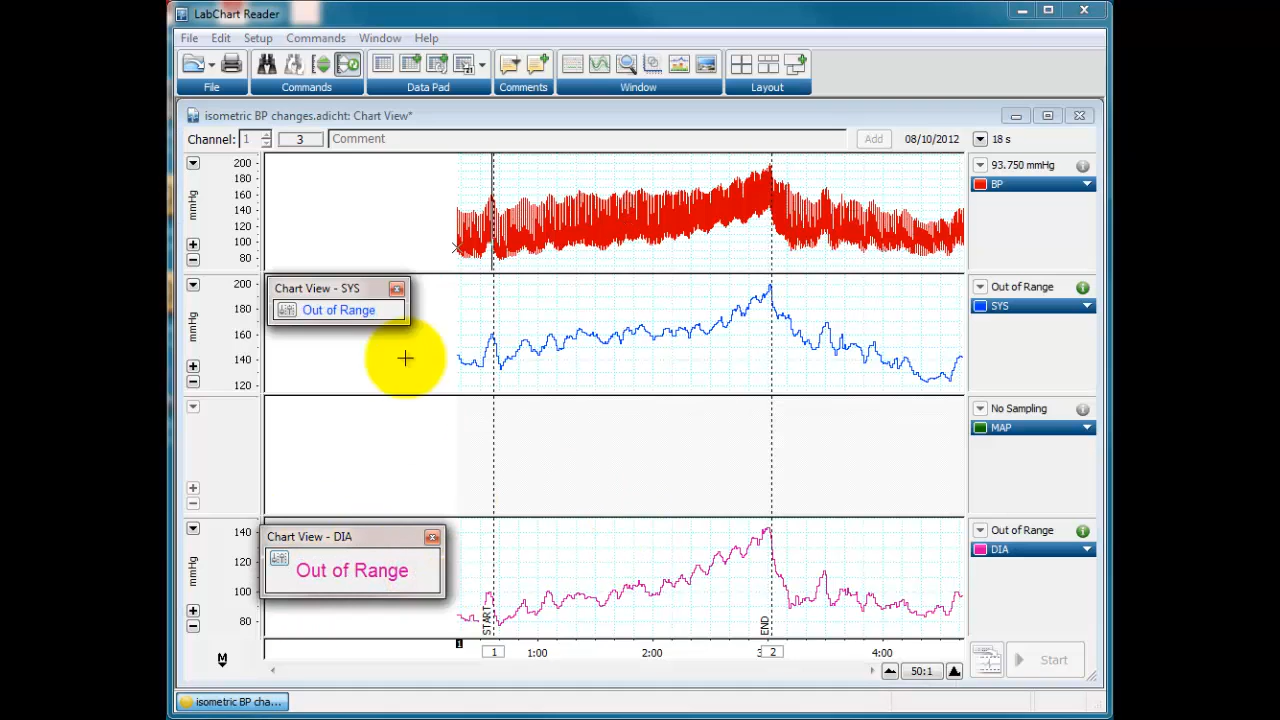 LabChart Reader
File Edit Setup Commands Window Help
File Commands Data Pad Comments Window Layout
isometric BP changes.adicht: Chart View*
Channel: 1 3 Comment Add 08/10/2012 18 s
200
180
160
140
120
100
80
mmHg
93.750 mmHg
BP
Chart View - SYS
Out of Range
200
180
160
140
120
mmHg
Out of Range
SYS
No Sampling
MAP
Chart View - DIA
Out of Range
140
120
100
80
mmHg
START
END
Out of Range
DIA
1
M
1 1:00 2:00 3: 2 4:00
50:1
Start
isometric BP cha...